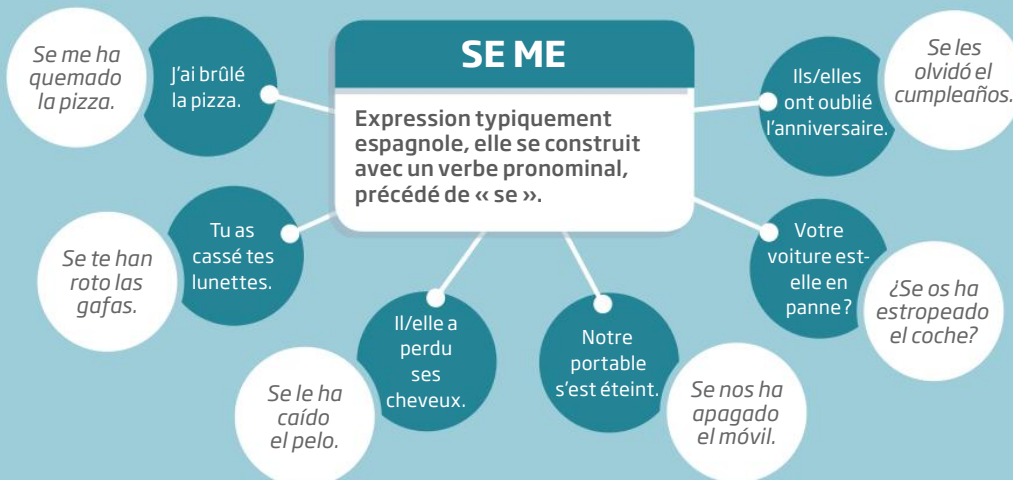 SE ME
Expression typiquement
espagnole, elle se construit
avec un verbe pronominal,
précédé de « se ».
Se me ha
quemado
la pizza.
J'ai brûlé
la pizza.
Se te han
roto las
gafas.
Tu as
cassé tes
lunettes.
Se le ha
caído
el pelo.
Il/elle a
perdu
ses
cheveux.
Notre
portable
s'est éteint.
Se nos ha
apagado
el móvil.
Votre
voiture est-
elle en
panne ?
¿Se os ha
estropeado
el coche?
Ils/elles
ont oublié
l'anniversaire.
Se les
olvidó el
cumpleaños.